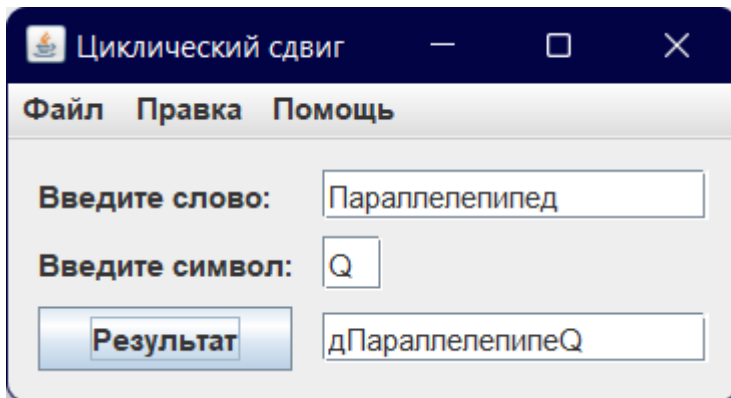 Циклический сдвиг
Файл Правка Помощь
Введите слово: Параллелепипед
Введите символ: Q
Результат дПараллелепипеQ